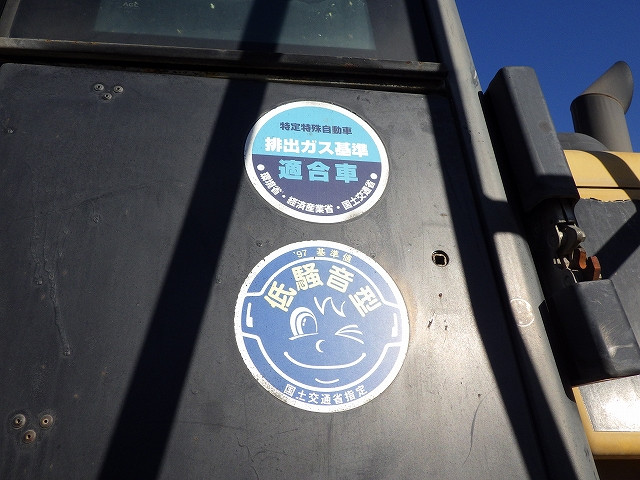 特定特殊自動車
排出ガス基準
適合車
●環境省・経済産業省・国土交通省●
'97 基準値
低騒音型
国土交通省指定